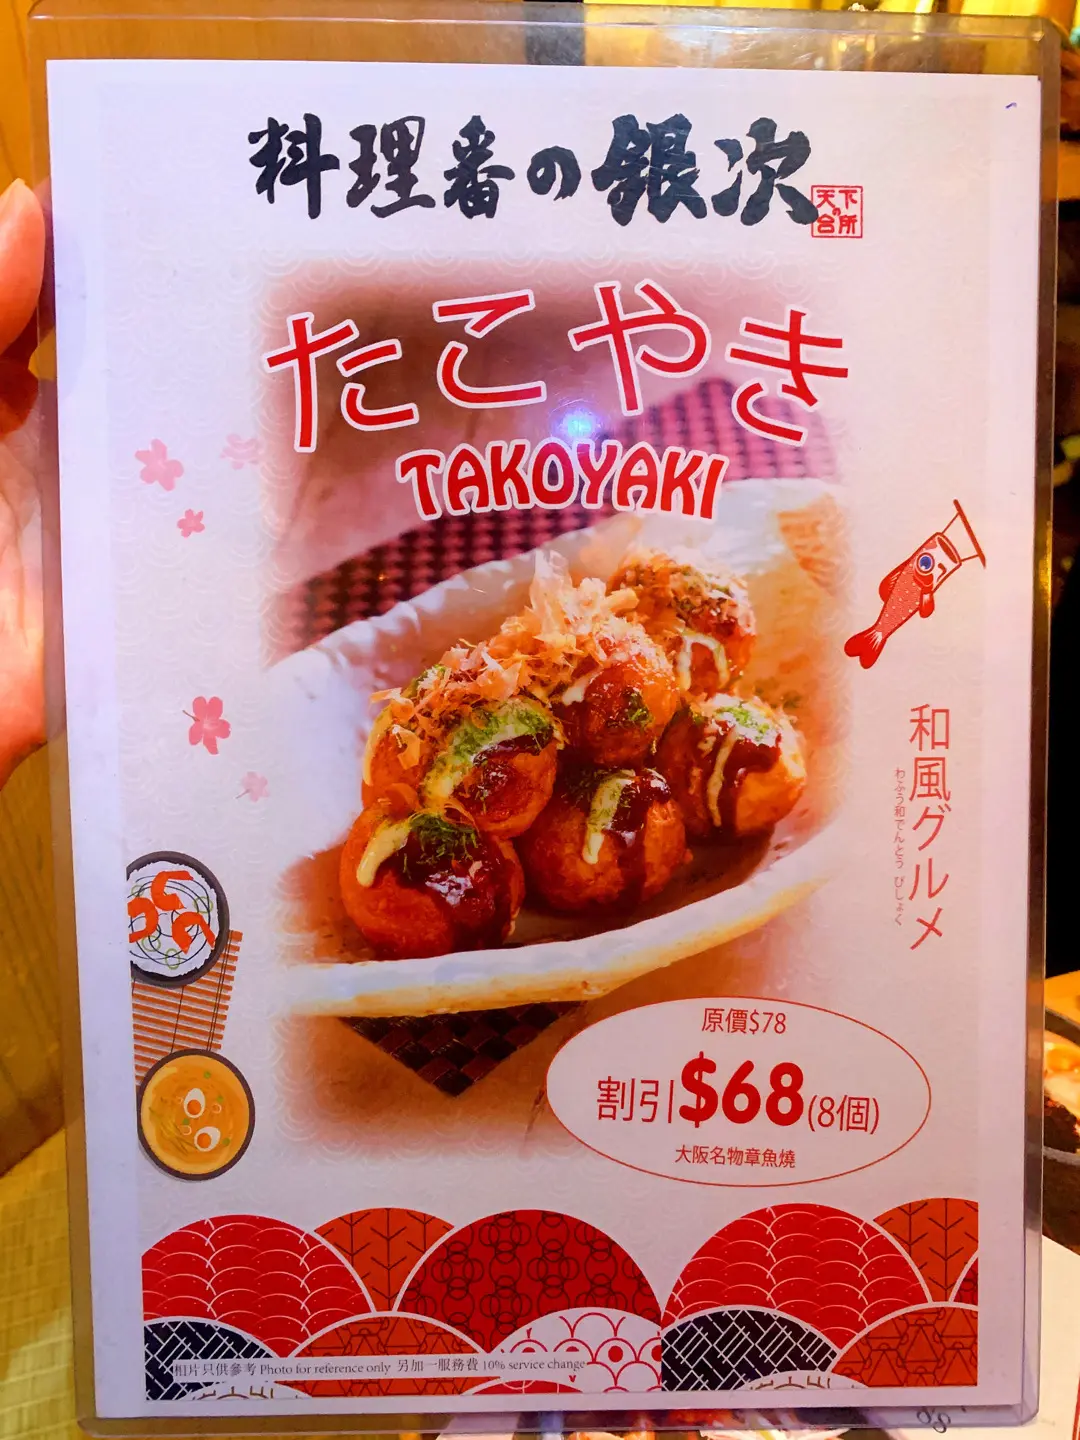 料理番の銀次
天下の台所
たこやき
TAKOYAKI
和風グルメ
わふう和でんとう びしょく
原價$78
割引$68(8個)
大阪名物章魚燒
相片只供參考 Photo for reference only 另加一服務費 10% service change